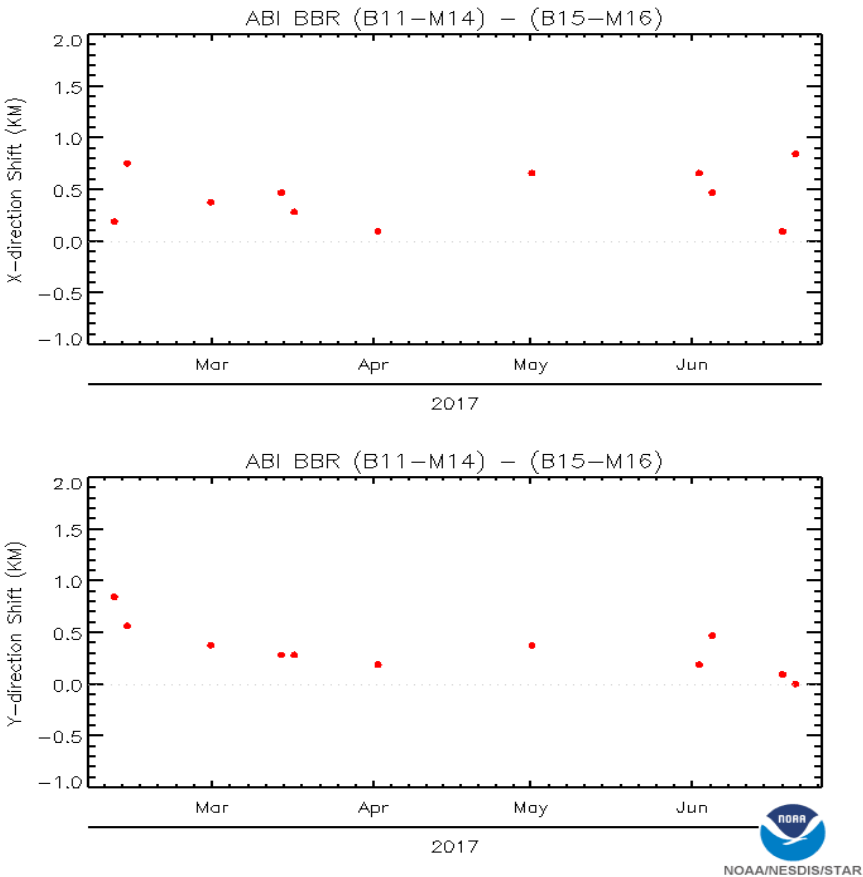 ABI BBR (B11−M14) − (B15−M16)
X−direction Shift (KM)
2.0
1.5
1.0
0.5
0.0
−0.5
−1.0
Mar Apr May Jun
2017
ABI BBR (B11−M14) − (B15−M16)
Y−direction Shift (KM)
2.0
1.5
1.0
0.5
0.0
−0.5
−1.0
Mar Apr May Jun
2017
NOAA
NOAA/NESDIS/STAR